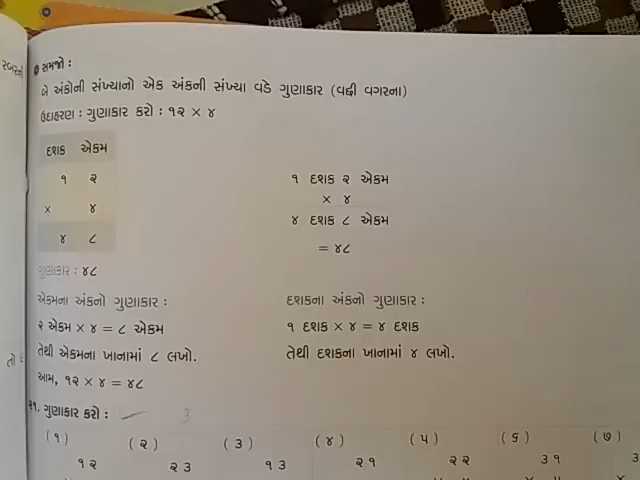 સમજો :
બે અંકોની સંખ્યાનો એક અંકની સંખ્યા વડે ગુણાકાર (વદ્દી વગરના)
ઉદાહરણ : ગુણાકાર કરો : ૧૨ × ૪
દશક એકમ
૧ ૨
× ૪
૪ ૮
ગુણાકાર : ૪૮
૧ દશક ૨ એકમ
× ૪
૪ દશક ૮ એકમ
= ૪૮
એકમના અંકનો ગુણાકાર :
૨ એકમ × ૪ = ૮ એકમ
તેથી એકમના ખાનામાં ૮ લખો.
આમ, ૧૨ × ૪ = ૪૮
દશકના અંકનો ગુણાકાર :
૧ દશક × ૪ = ૪ દશક
તેથી દશકના ખાનામાં ૪ લખો.
૨૧. ગુણાકાર કરો :
(૧) (૨) (૩) (૪) (૫) (૬) (૭)
૧૨ ૨૩ ૧૩ ૨૧ ૨૨ ૩૧ ૩